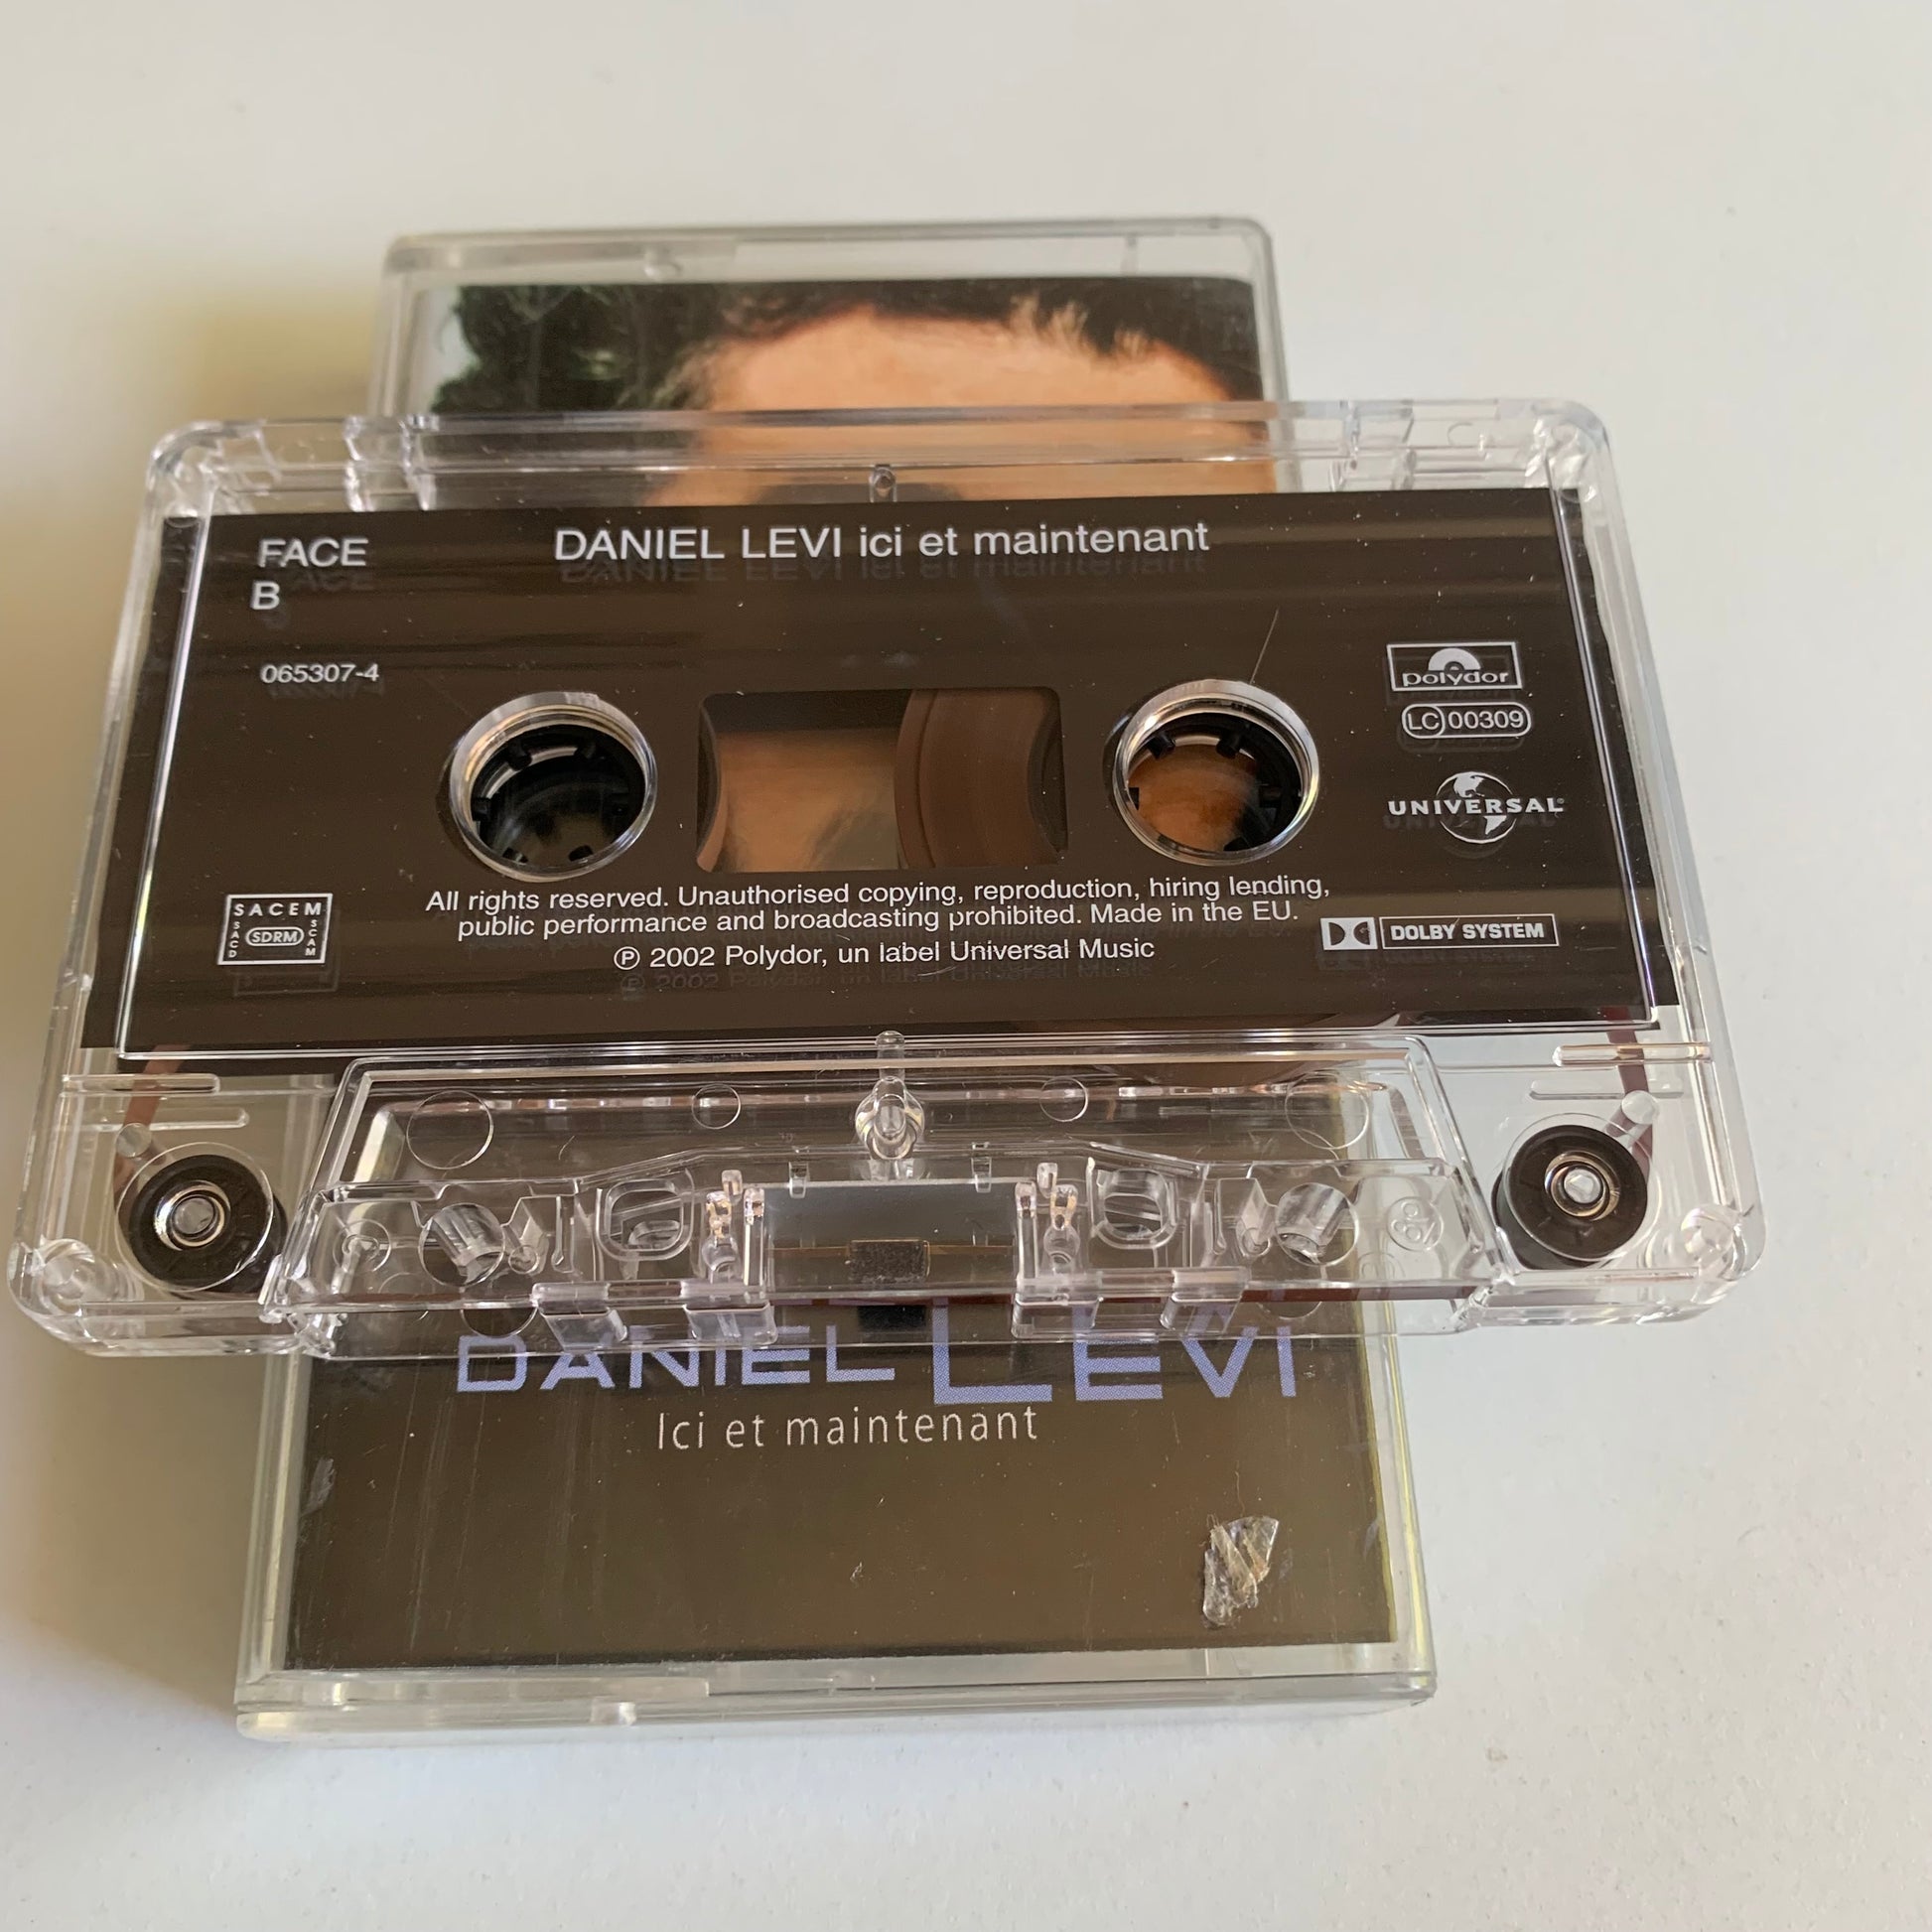 FACE
B
DANIEL LEVI ici et maintenant
065307-4
polydor
LC 00309
UNIVERSAL
SACEM
SACD
SDRM
SCAM
All rights reserved. Unauthorised copying, reproduction, hiring lending,
public performance and broadcasting prohibited. Made in the EU.
℗ 2002 Polydor, un label Universal Music
DOLBY SYSTEM
DANIEL LEVI
Ici et maintenant